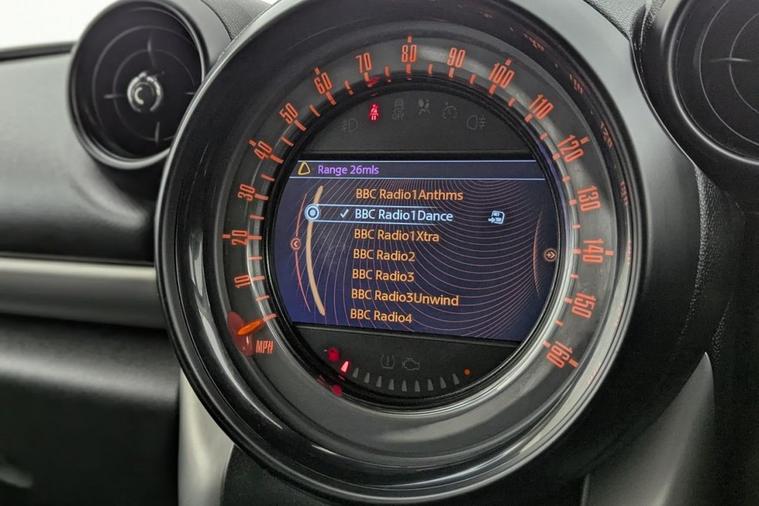 Range 26mls
BBC Radio1Anthms
BBC Radio1Dance
BBC Radio1Xtra
BBC Radio2
BBC Radio3
BBC Radio3Unwind
BBC Radio4
10
20
30
40
50
60
70
80
90
100
110
120
130
140
150
160
MPH